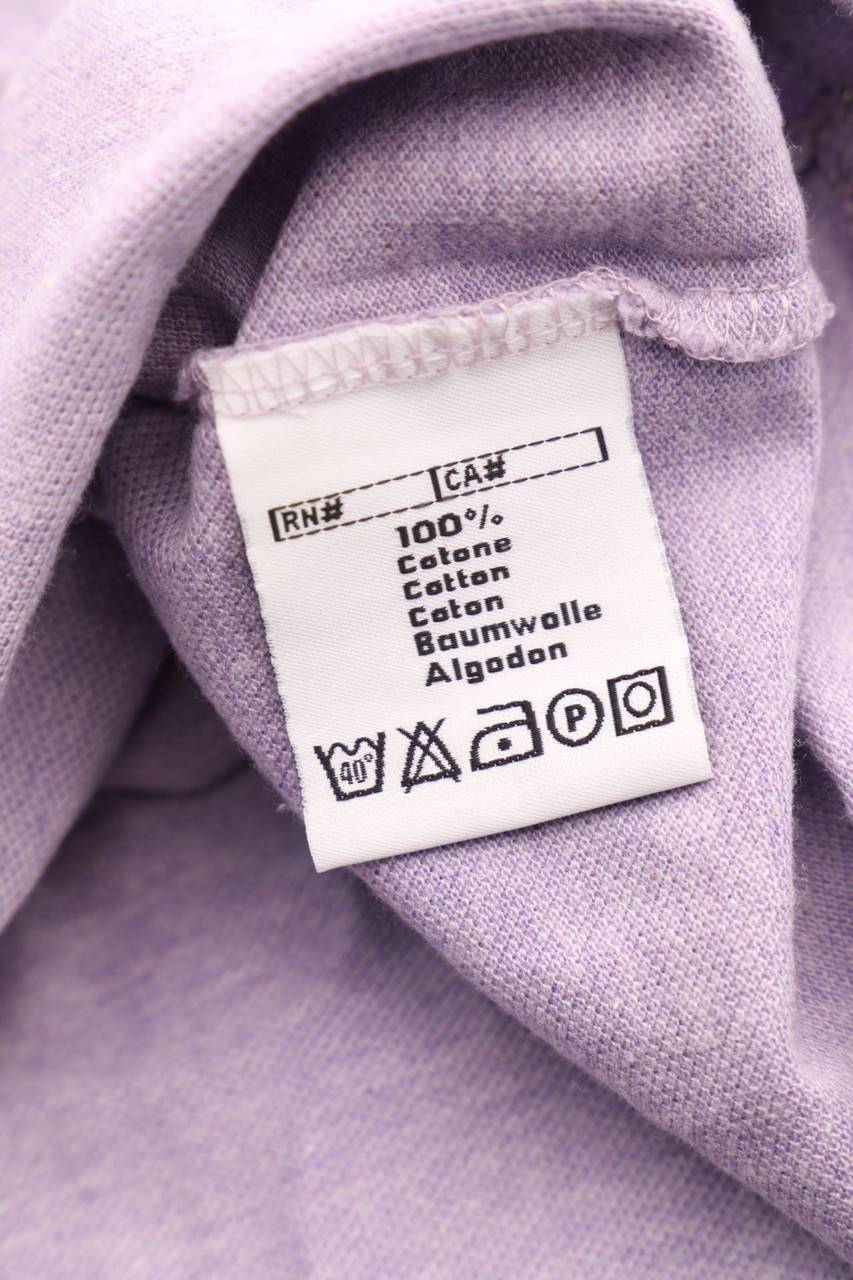 RN# CA#
100%
Cotone
Cotton
Coton
Baumwolle
Algodon
40° P